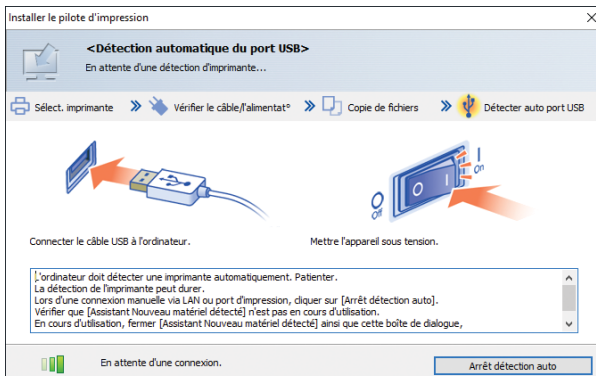 Installer le pilote d'impression
<Détection automatique du port USB>
En attente d'une détection d'imprimante...
Sélect. imprimante
Vérifier le câble/l'alimentat°
Copie de fichiers
Détecter auto port USB
Off
On
Connecter le câble USB à l'ordinateur.
Mettre l'appareil sous tension.
L'ordinateur doit détecter une imprimante automatiquement. Patienter.
La détection de l'imprimante peut durer.
Lors d'une connexion manuelle via LAN ou port d'impression, cliquer sur [Arrêt détection auto].
Vérifier que [Assistant Nouveau matériel détecté] n'est pas en cours d'utilisation.
En cours d'utilisation, fermer [Assistant Nouveau matériel détecté] ainsi que cette boîte de dialogue,
En attente d'une connexion.
Arrêt détection auto